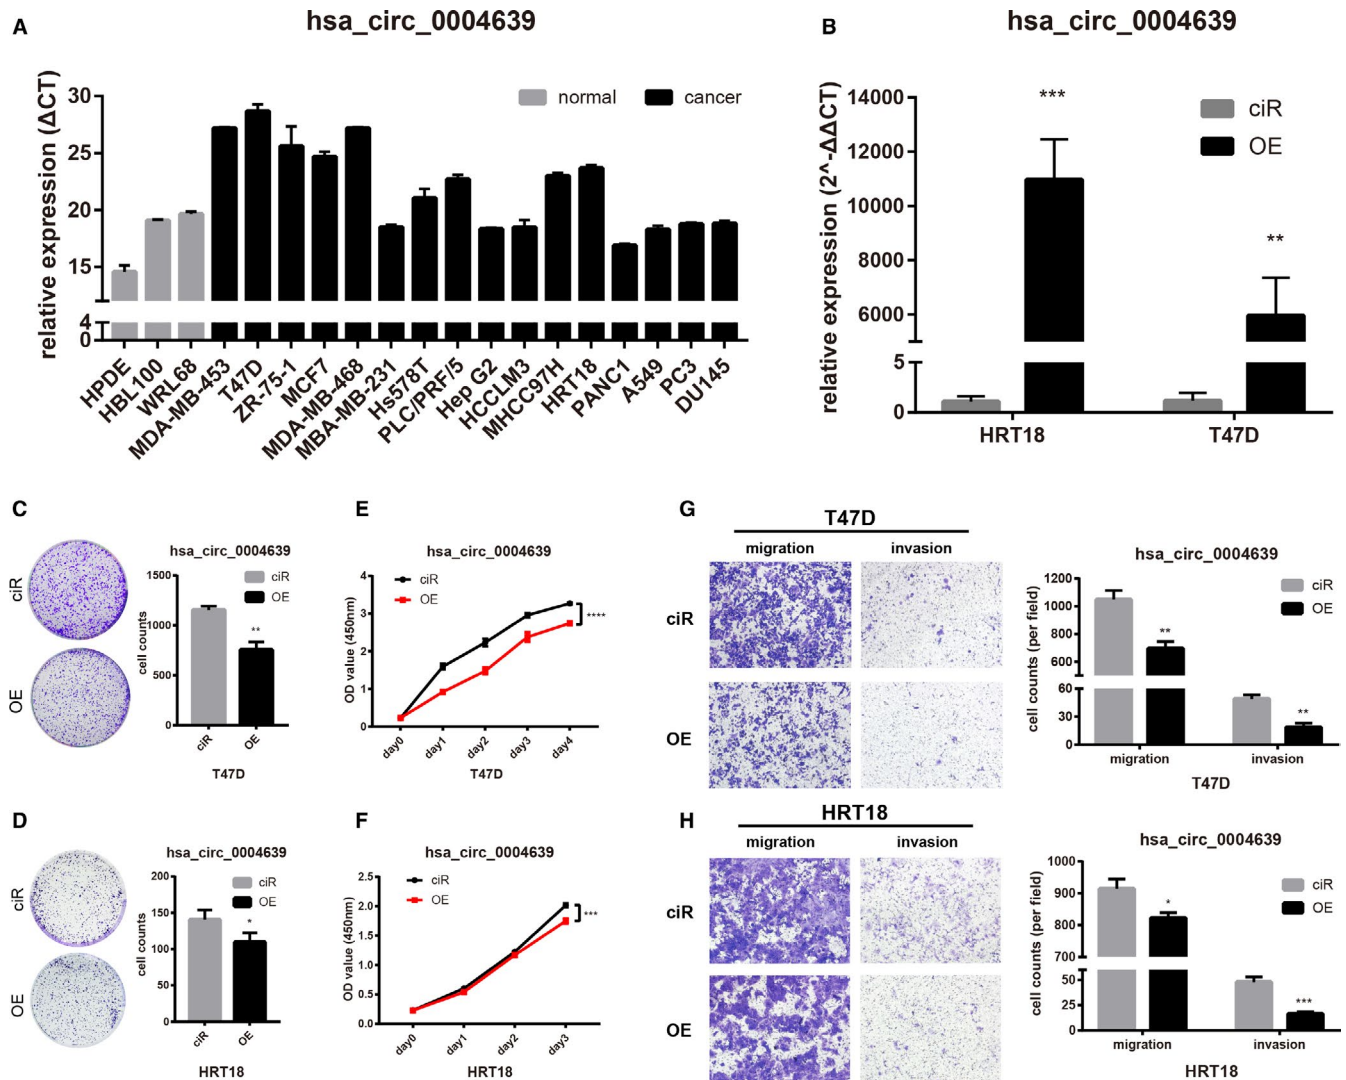 A
hsa_circ_0004639
relative expression (ΔCT)
30
25
20
15
4
0
normal
cancer
HPDE
HBL100
WRL68
MDA-MB-453
T47D
ZR-75-1
MCF7
MDA-MB-468
MBA-MB-231
Hs578T
PLC/PRF/5
Hep G2
HCCLM3
MHCC97H
HRT18
PANC1
A549
PC3
DU145
B
hsa_circ_0004639
relative expression (2^-ΔΔCT)
14000
12000
10000
8000
6000
5
0
***
**
ciR
OE
HRT18
T47D
C
ciR
OE
hsa_circ_0004639
cell counts
1500
1000
500
0
ciR
OE
**
ciR
OE
T47D
E
hsa_circ_0004639
OD value (450nm)
4
3
2
1
0
ciR
OE
****
day0
day1
day2
day3
day4
T47D
G
T47D
migration
invasion
ciR
OE
hsa_circ_0004639
cell counts (per field)
1200
1000
800
600
60
30
0
ciR
OE
**
**
migration
invasion
T47D
D
ciR
OE
hsa_circ_0004639
cell counts
200
150
100
50
0
ciR
OE
*
ciR
OE
HRT18
F
hsa_circ_0004639
OD value (450nm)
2.5
2.0
1.5
1.0
0.5
0.0
ciR
OE
***
day0
day1
day2
day3
HRT18
H
HRT18
migration
invasion
ciR
OE
hsa_circ_0004639
cell counts (per field)
1000
900
800
700
50
25
0
ciR
OE
*
***
migration
invasion
HRT18